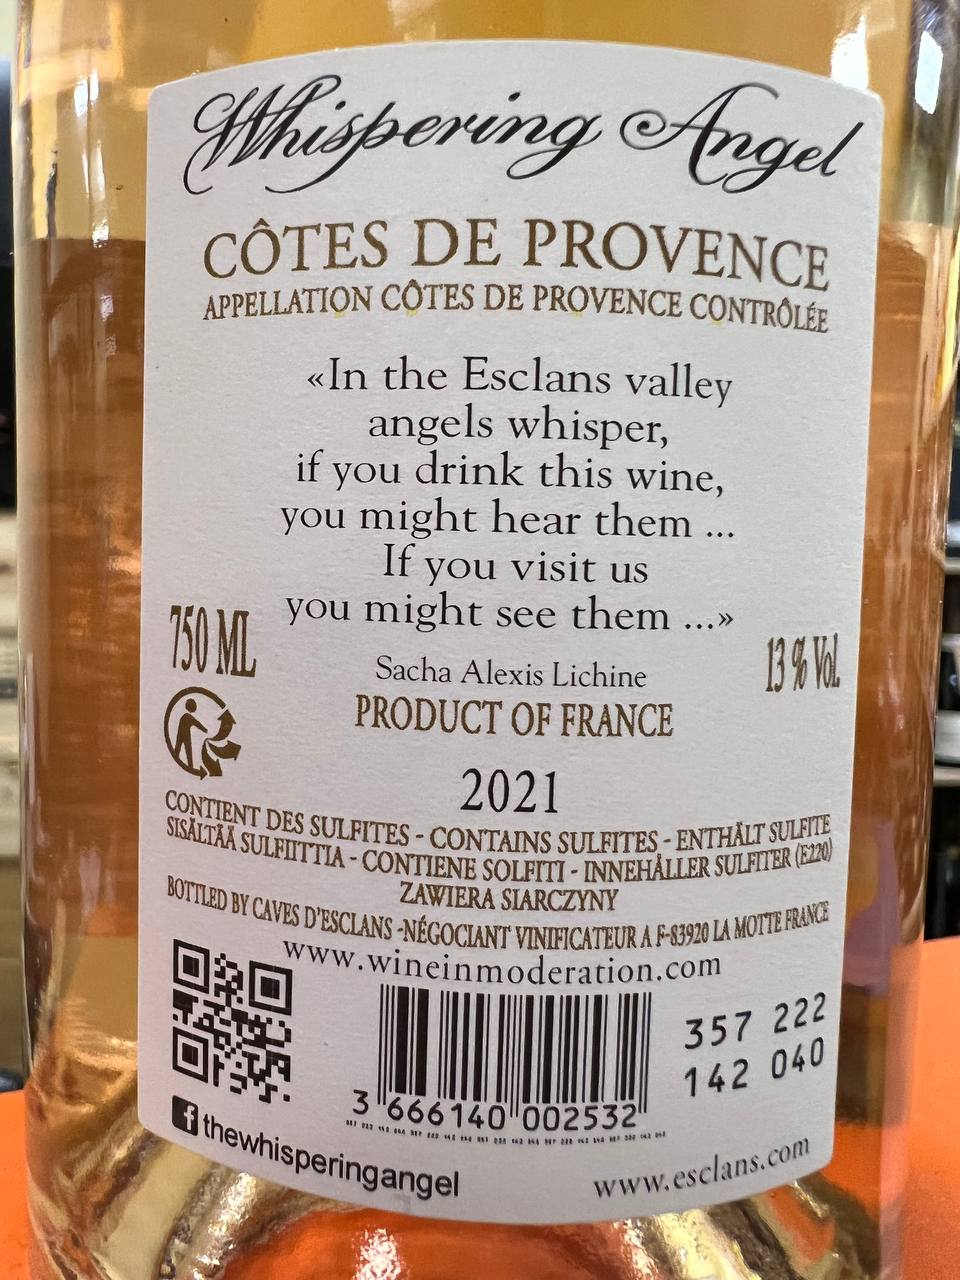 Whispering Angel
CÔTES DE PROVENCE
APPELLATION CÔTES DE PROVENCE CONTRÔLÉE
«In the Esclans valley
angels whisper,
if you drink this wine,
you might hear them ...
If you visit us
you might see them ...»
750 ML
13 % Vol.
Sacha Alexis Lichine
PRODUCT OF FRANCE
2021
CONTIENT DES SULFITES - CONTAINS SULFITES - ENTHÄLT SULFITE
SISÄLTÄÄ SULFIITTIA - CONTIENE SOLFITI - INNEHÅLLER SULFITER (E220)
ZAWIERA SIARCZYNY
BOTTLED BY CAVES D'ESCLANS -NÉGOCIANT VINIFICATEUR A F-83920 LA MOTTE FRANCE
www.wineinmoderation.com
357 222
142 040
3 666140 002532
thewhisperingangel
www.esclans.com